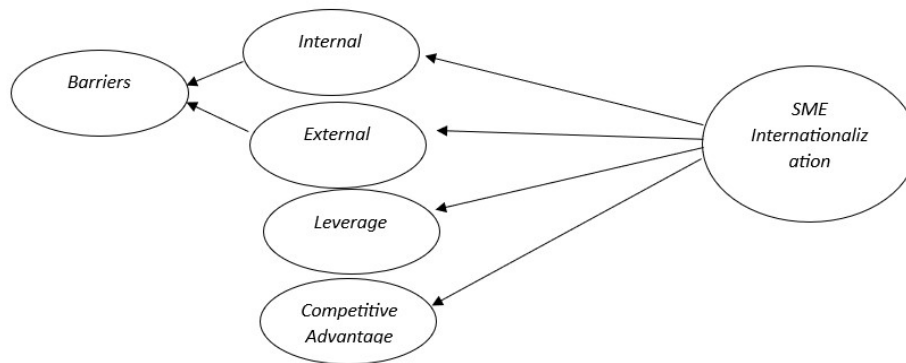 Internal
Barriers
External
SME
Internationaliz
ation
Leverage
Competitive
Advantage